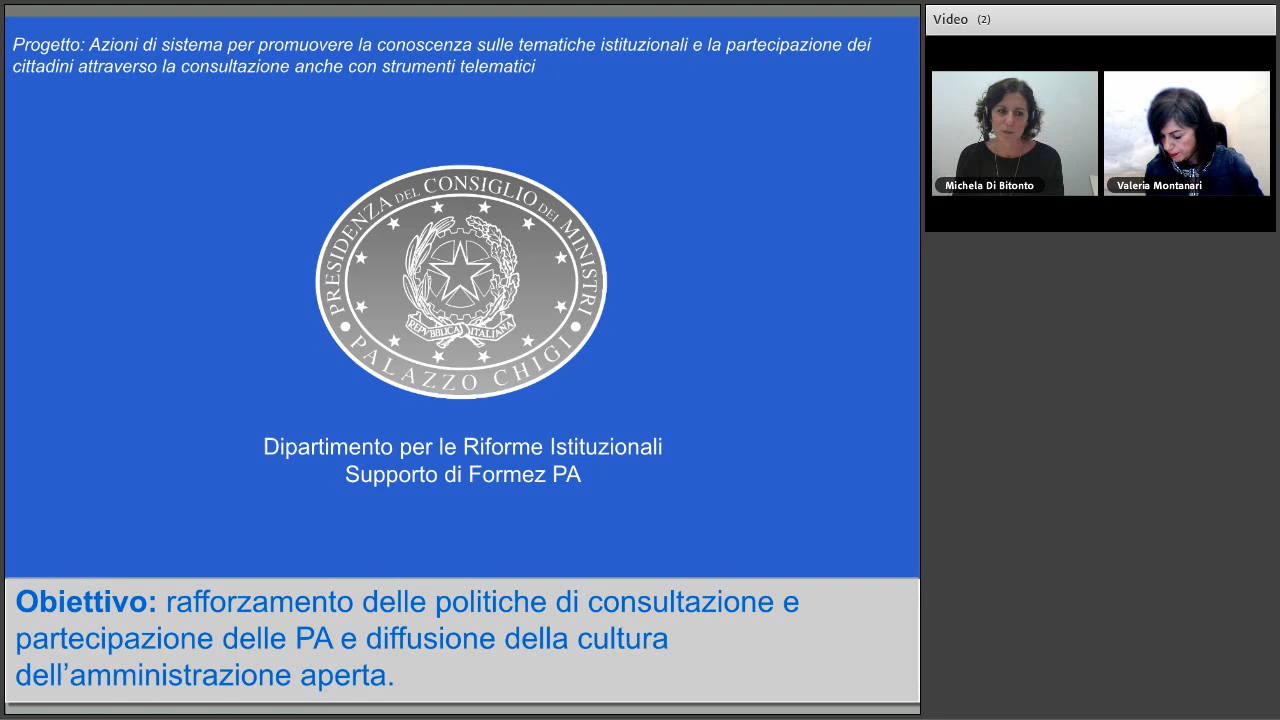 Progetto: Azioni di sistema per promuovere la conoscenza sulle tematiche istituzionali e la partecipazione dei
cittadini attraverso la consultazione anche con strumenti telematici
PRESIDENZA DEL CONSIGLIO DEI MINISTRI
REPVBBLICA ITALIANA
PALAZZO CHIGI
Dipartimento per le Riforme Istituzionali
Supporto di Formez PA
Obiettivo: rafforzamento delle politiche di consultazione e
partecipazione delle PA e diffusione della cultura
dell’amministrazione aperta.
Video (2)
Michela Di Bitonto
Valeria Montanari